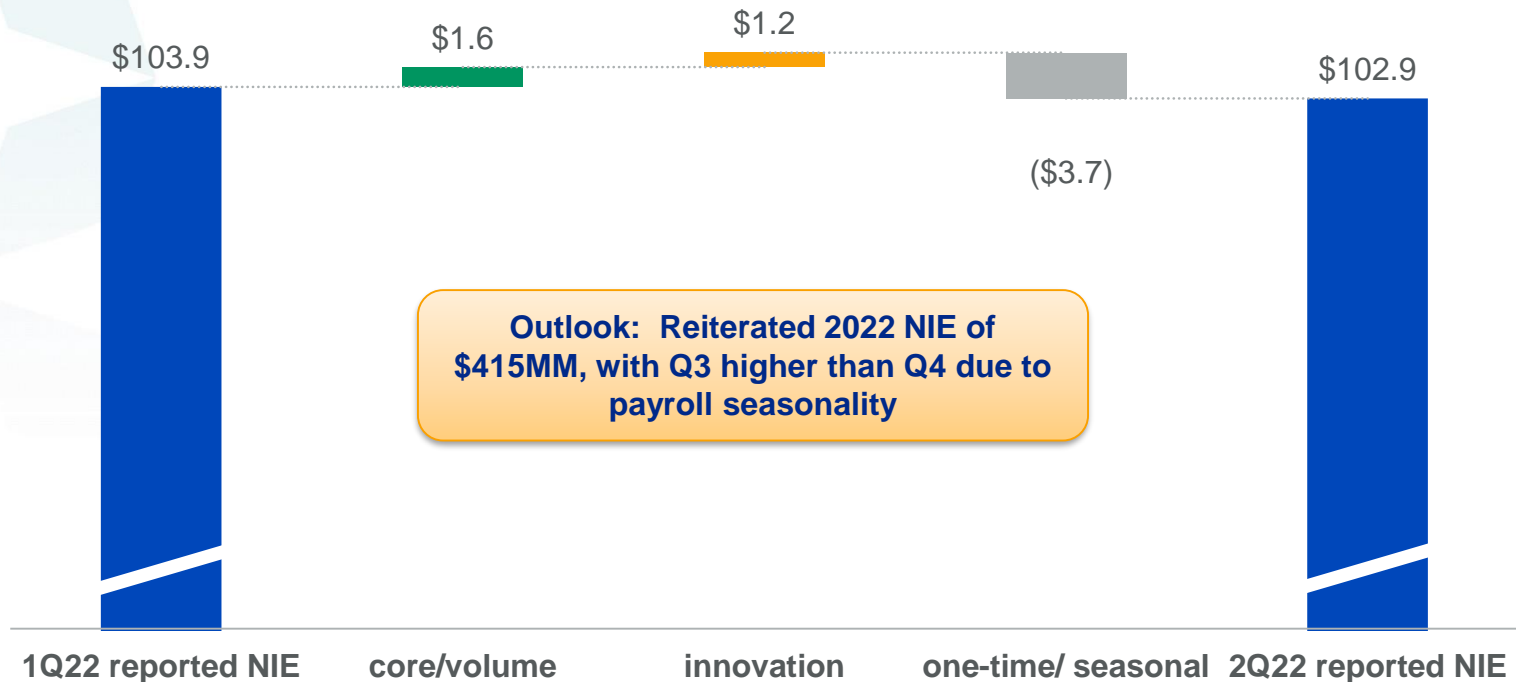 $103.9
$1.6
$1.2
($3.7)
$102.9
Outlook:  Reiterated 2022 NIE of
$415MM, with Q3 higher than Q4 due to
payroll seasonality
1Q22 reported NIE
core/volume
innovation
one-time/ seasonal
2Q22 reported NIE